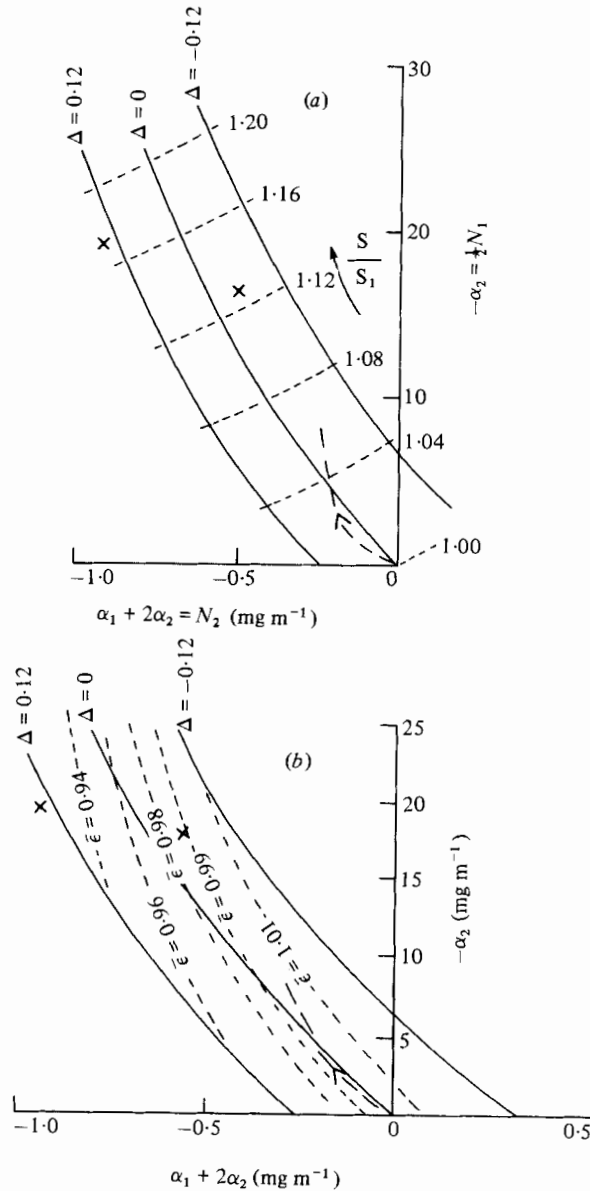 (a)
Δ = 0·12
Δ = 0
Δ = −0·12
30
20
10
−α₂ = ½N₁
1·20
1·16
S
S₁
1·12
1·08
1·04
1·00
−1·0
−0·5
0
α₁ + 2α₂ = N₂ (mg m⁻¹)
(b)
Δ = 0·12
Δ = 0
Δ = −0·12
25
20
15
10
5
−α₂ (mg m⁻¹)
ε̄ = 0·94
ε̄ = 0·96
ε̄ = 0·98
ε̄ = 0·99
ε̄ = 1·01
−1·0
−0·5
0
0·5
α₁ + 2α₂ (mg m⁻¹)